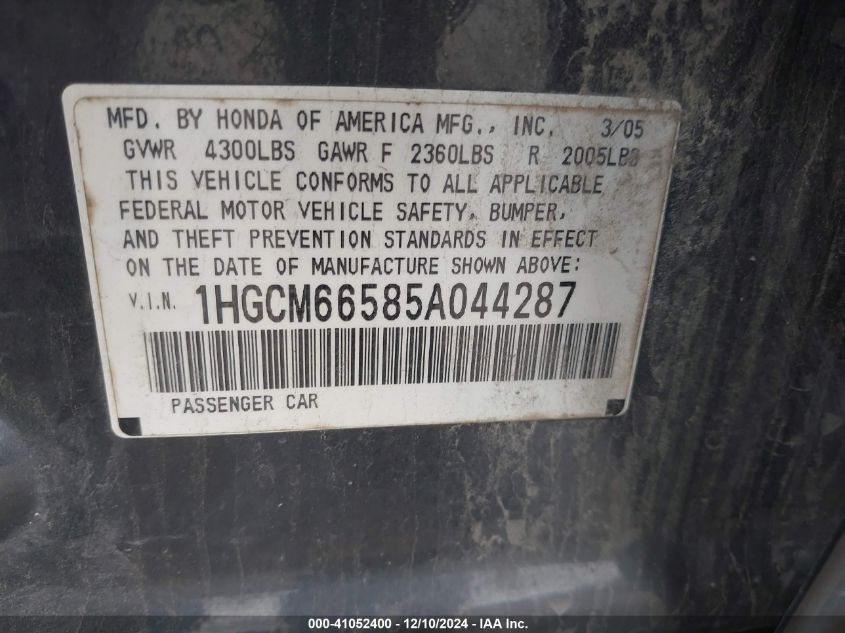 MFD. BY HONDA OF AMERICA MFG., INC. 3/05
GVWR 4300LBS GAWR F 2360LBS R 2005LBS
THIS VEHICLE CONFORMS TO ALL APPLICABLE
FEDERAL MOTOR VEHICLE SAFETY, BUMPER,
AND THEFT PREVENTION STANDARDS IN EFFECT
ON THE DATE OF MANUFACTURE SHOWN ABOVE:
V.I.N. 1HGCM66585A044287
PASSENGER CAR
000-41052400 - 12/10/2024 - IAA Inc.